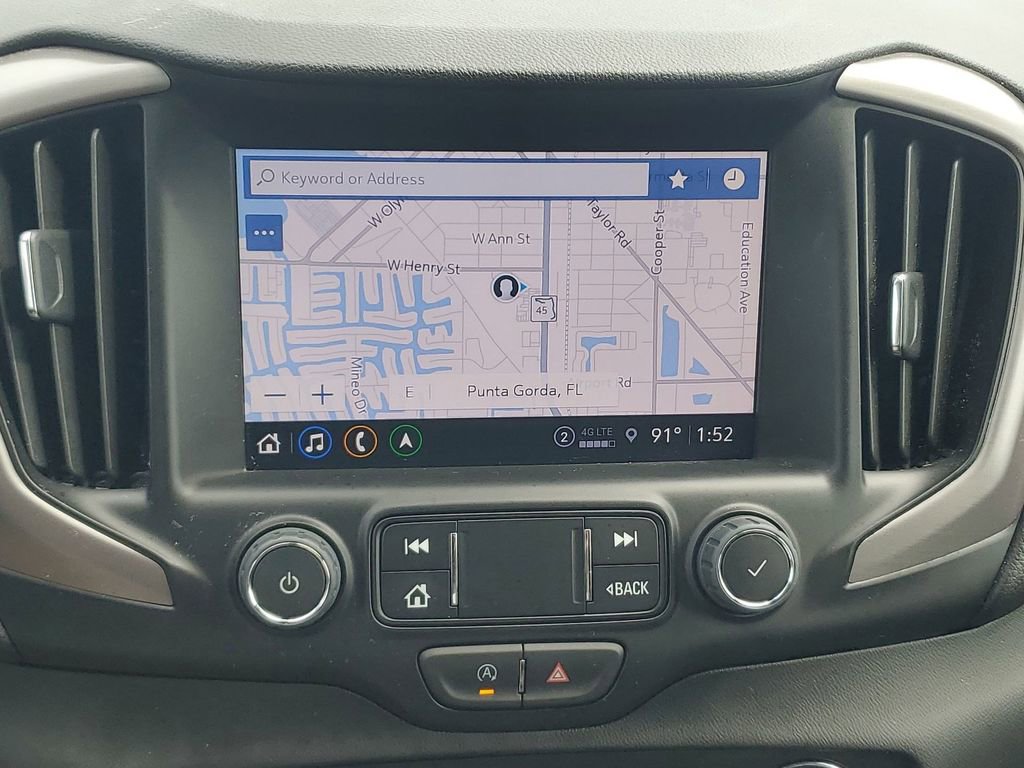 Keyword or Address
W Oly
Taylor Rd
Cooper St
Education Ave
W Ann St
W Henry St
45
Mineo Dr
Rd
E
Punta Gorda, FL
2
4G LTE
91° 1:52
BACK
A